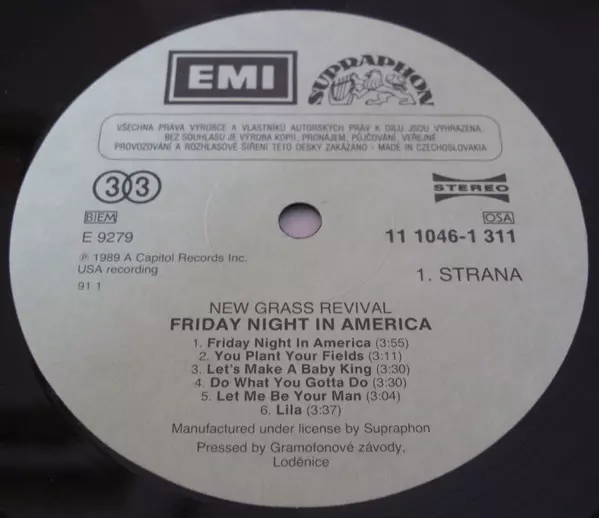 EMI
SUPRAPHON
VŠECHNA PRÁVA VÝROBCE A VLASTNÍKŮ AUTORSKÝCH PRÁV K DÍLU JSOU VYHRAZENA.
BEZ SOUHLASU JE VÝROBA KOPIÍ, PRONÁJEM, PŮJČOVÁNÍ, VEŘEJNÉ
PROVOZOVÁNÍ A ROZHLASOVÉ ŠÍŘENÍ TÉTO DESKY ZAKÁZÁNO - MADE IN CZECHOSLOVAKIA
33
STEREO
BIEM
OSA
E 9279
11 1046-1 311
℗ 1989 A Capitol Records Inc.
USA recording
1. STRANA
91 1
NEW GRASS REVIVAL
FRIDAY NIGHT IN AMERICA
1. Friday Night In America (3:55)
2. You Plant Your Fields (3:11)
3. Let's Make A Baby King (3:30)
4. Do What You Gotta Do (3:30)
5. Let Me Be Your Man (3:04)
6. Lila (3:37)
Manufactured under license by Supraphon
Pressed by Gramofonové závody,
Loděnice